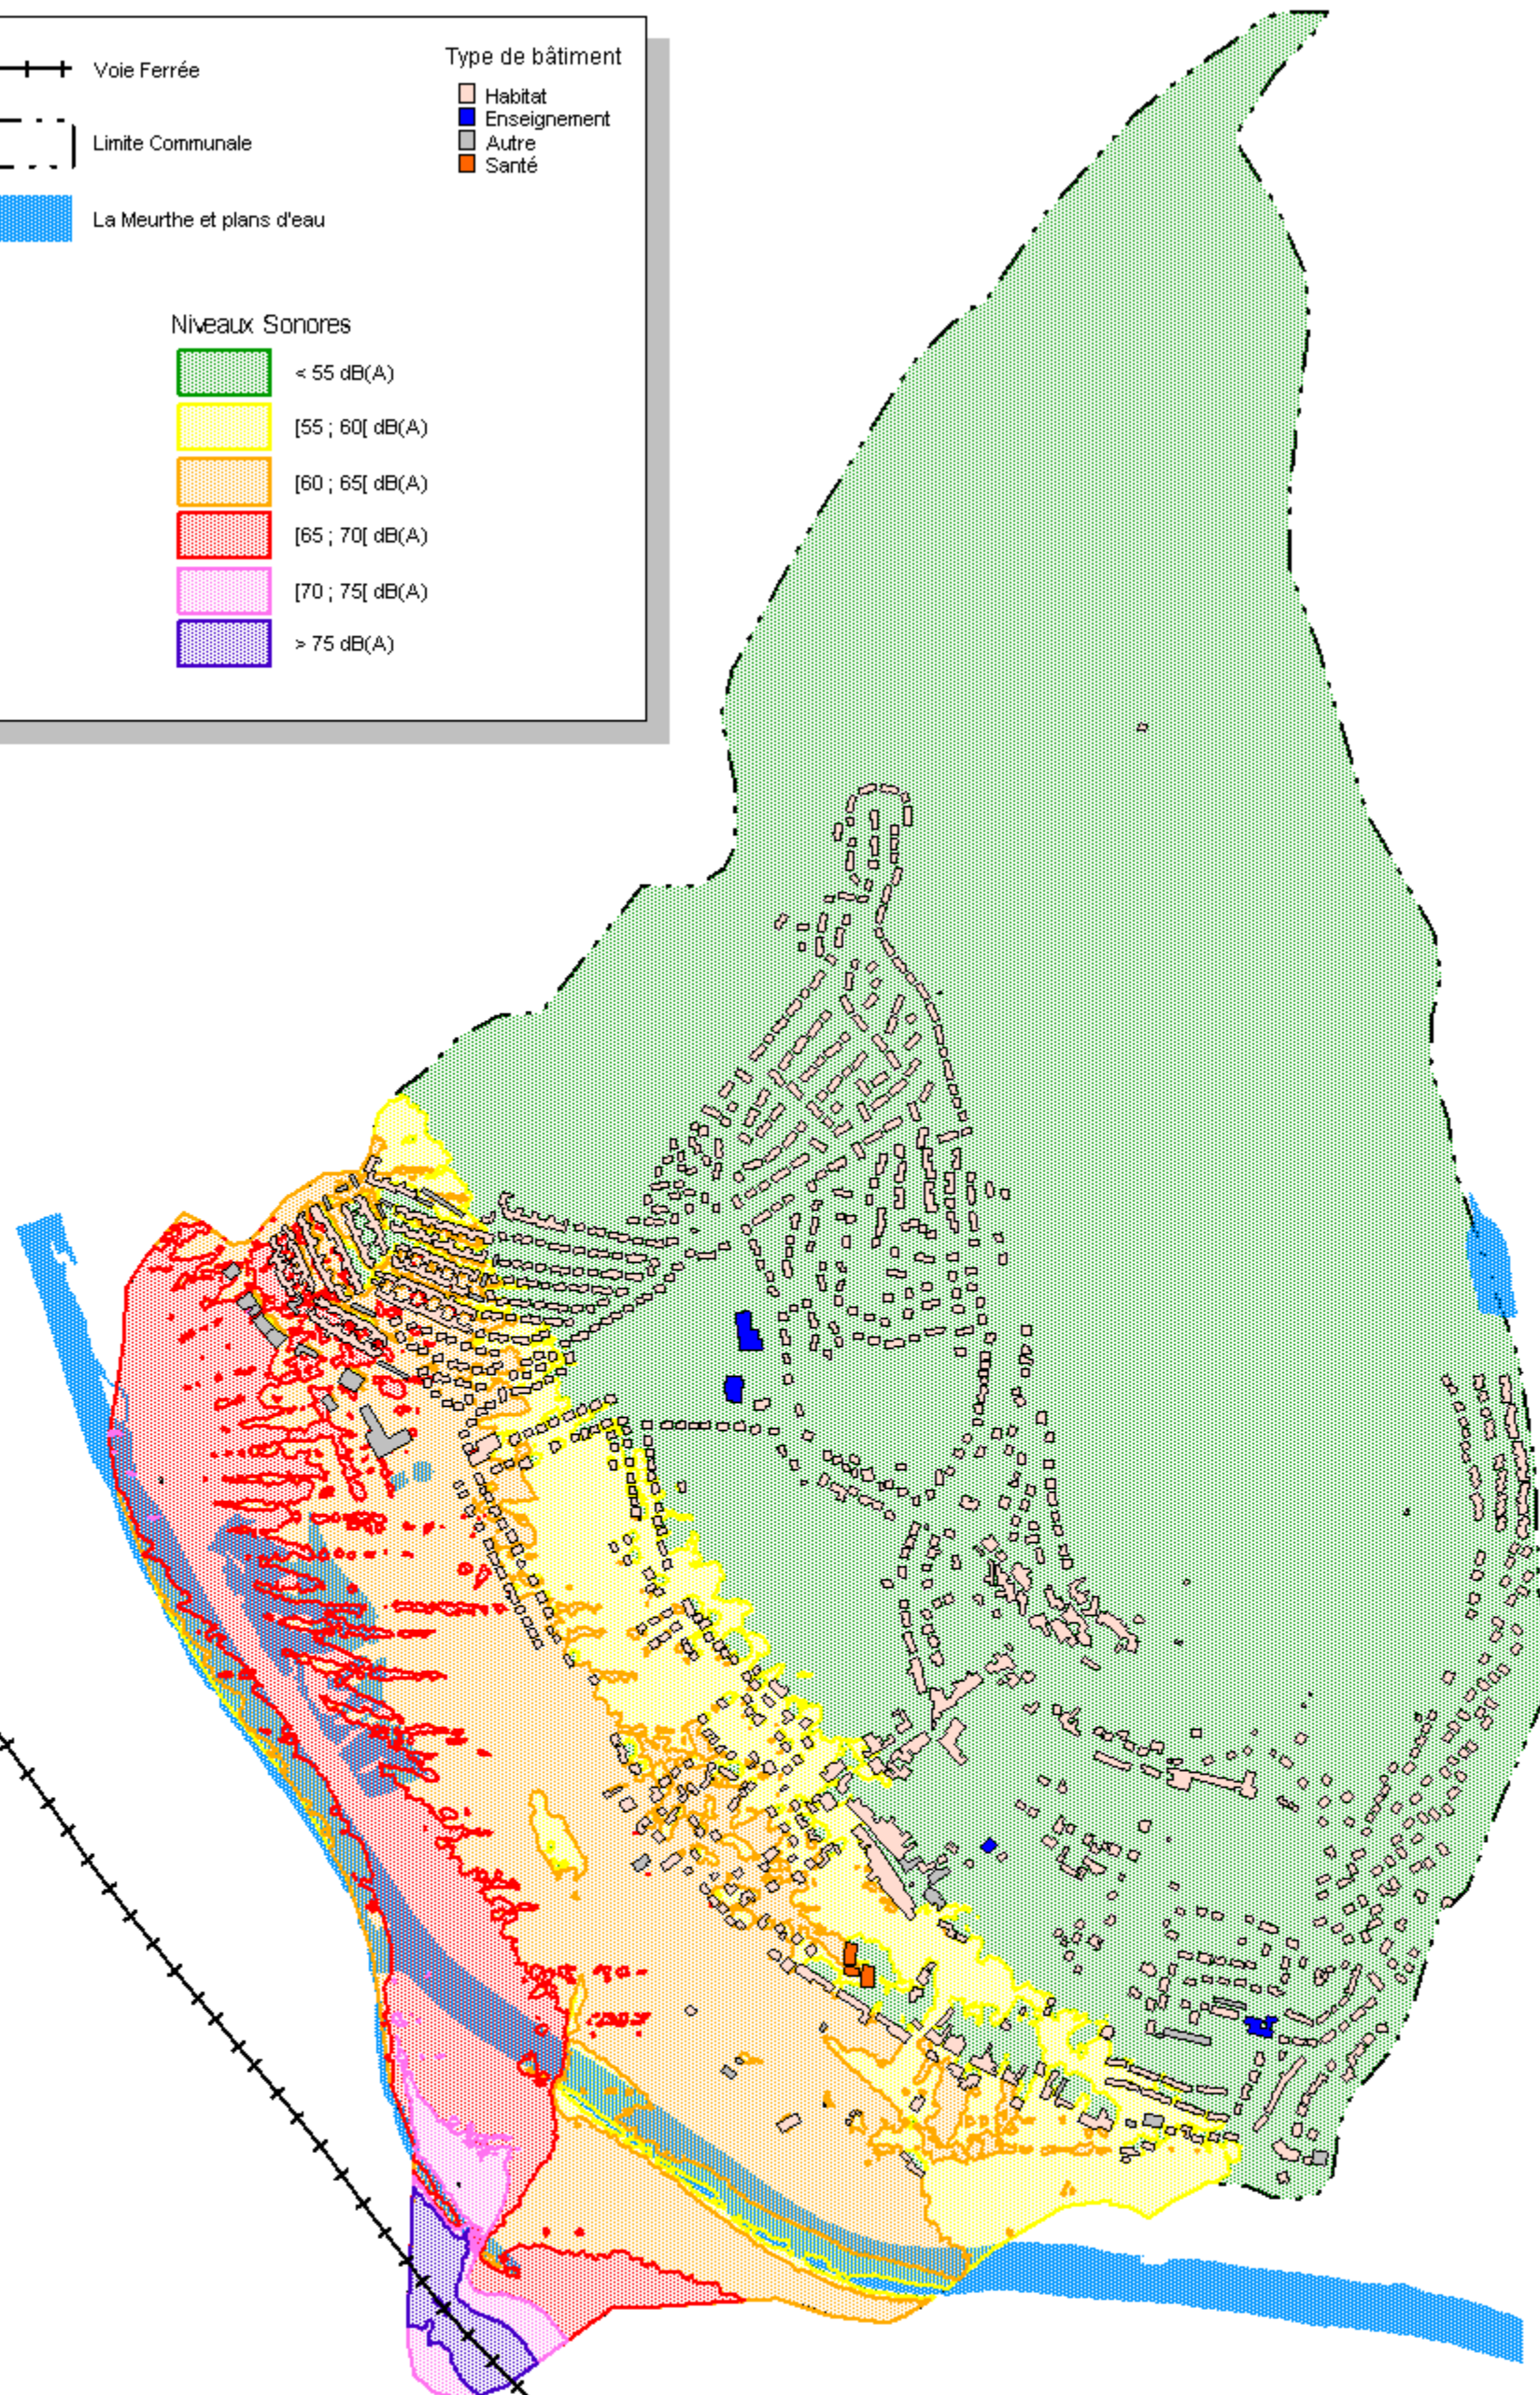 Voie Ferrée
Limite Communale
La Meurthe et plans d'eau
Type de bâtiment
Habitat
Enseignement
Autre
Santé
Niveaux Sonores
< 55 dB(A)
[55 ; 60[ dB(A)
[60 ; 65[ dB(A)
[65 ; 70[ dB(A)
[70 ; 75[ dB(A)
> 75 dB(A)